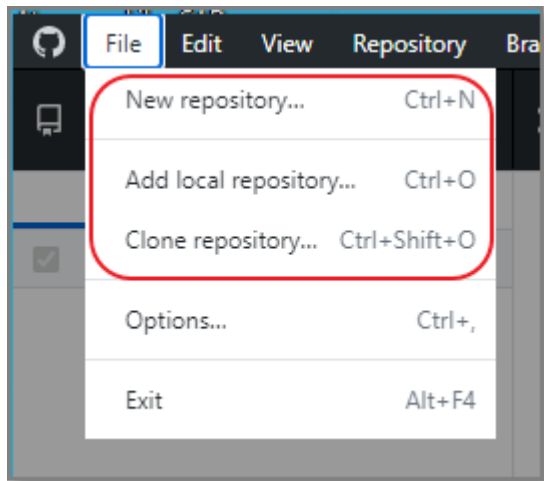 File Edit View Repository Bra
New repository... Ctrl+N
Add local repository... Ctrl+O
Clone repository... Ctrl+Shift+O
Options... Ctrl+,
Exit Alt+F4